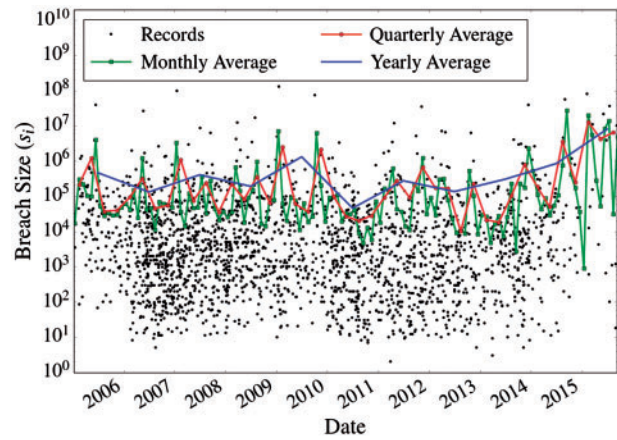 10^10
10^9
10^8
10^7
10^6
10^5
10^4
10^3
10^2
10^1
10^0
Breach Size (s_i)
Records
Monthly Average
Quarterly Average
Yearly Average
2006 2007 2008 2009 2010 2011 2012 2013 2014 2015
Date